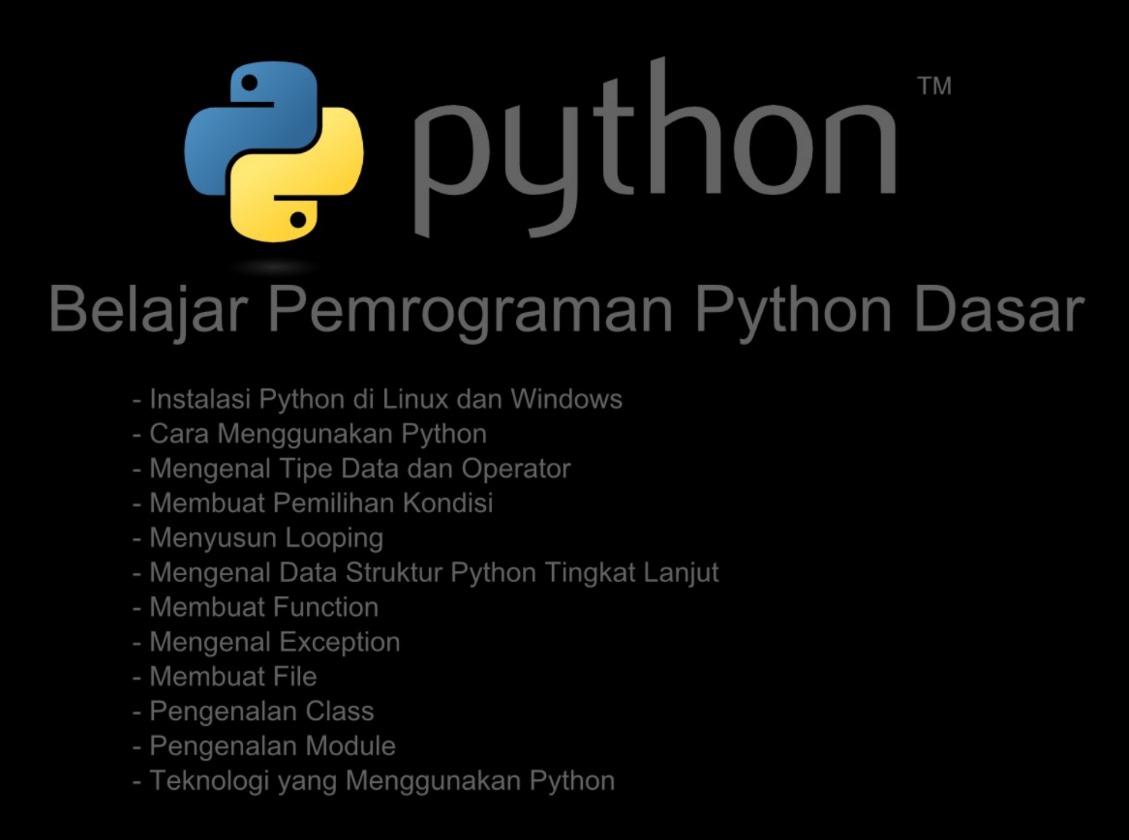 python™
Belajar Pemrograman Python Dasar
- Instalasi Python di Linux dan Windows
- Cara Menggunakan Python
- Mengenal Tipe Data dan Operator
- Membuat Pemilihan Kondisi
- Menyusun Looping
- Mengenal Data Struktur Python Tingkat Lanjut
- Membuat Function
- Mengenal Exception
- Membuat File
- Pengenalan Class
- Pengenalan Module
- Teknologi yang Menggunakan Python